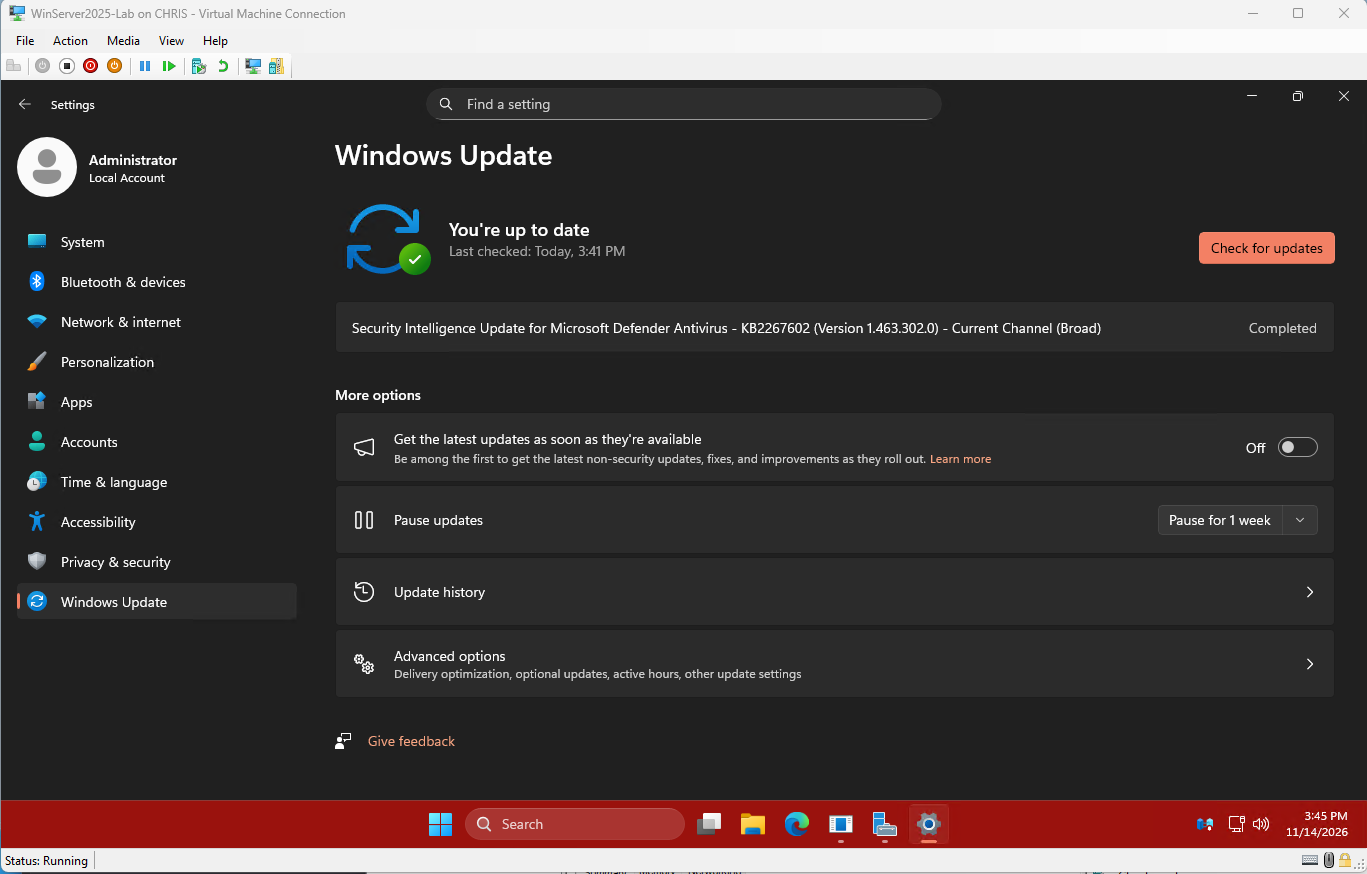 WinServer2025-Lab on CHRIS - Virtual Machine Connection
File Action Media View Help
Settings
Find a setting
Administrator
Local Account
System
Bluetooth & devices
Network & internet
Personalization
Apps
Accounts
Time & language
Accessibility
Privacy & security
Windows Update
Windows Update
You're up to date
Last checked: Today, 3:41 PM
Check for updates
Security Intelligence Update for Microsoft Defender Antivirus - KB2267602 (Version 1.463.302.0) - Current Channel (Broad) Completed
More options
Get the latest updates as soon as they're available
Be among the first to get the latest non-security updates, fixes, and improvements as they roll out. Learn more
Off
Pause updates
Pause for 1 week
Update history
Advanced options
Delivery optimization, optional updates, active hours, other update settings
Give feedback
Search
3:45 PM
11/14/2026
Status: Running